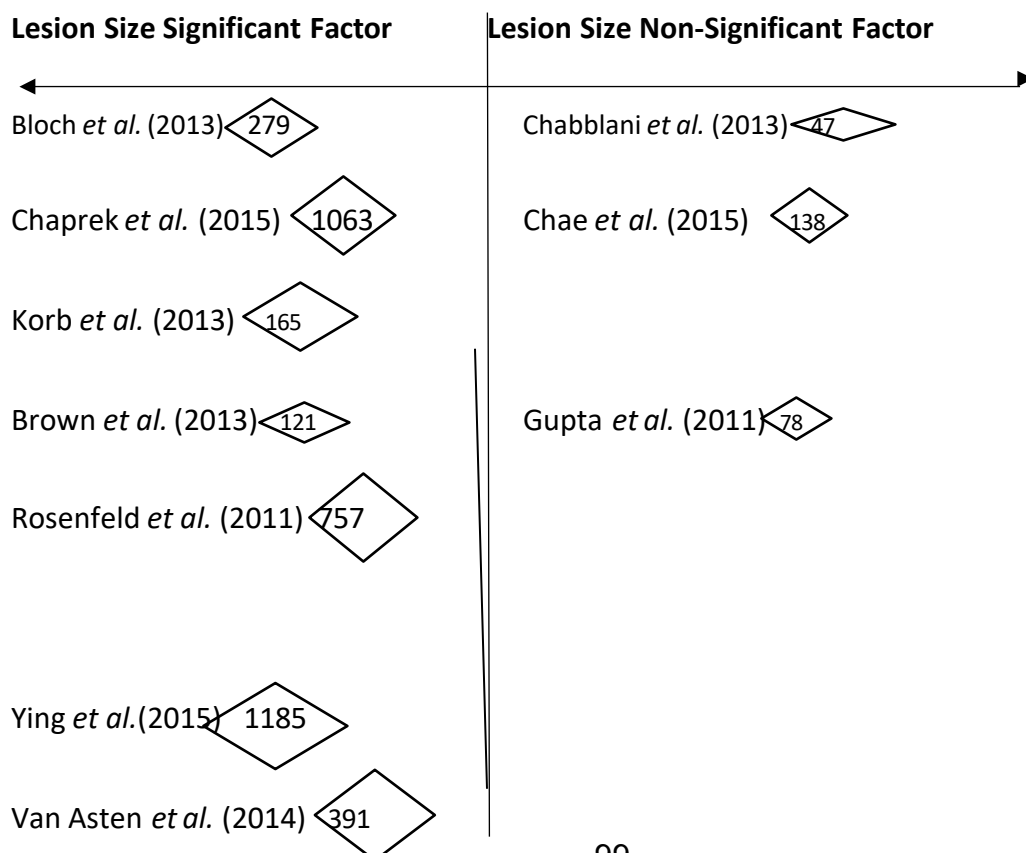 Lesion Size Significant Factor
Lesion Size Non-Significant Factor
Bloch et al. (2013) 279
Chabblani et al. (2013) 47
Chaprek et al. (2015) 1063
Chae et al. (2015) 138
Korb et al. (2013) 165
Brown et al. (2013) 121
Gupta et al. (2011) 78
Rosenfeld et al. (2011) 757
Ying et al.(2015) 1185
Van Asten et al. (2014) 391